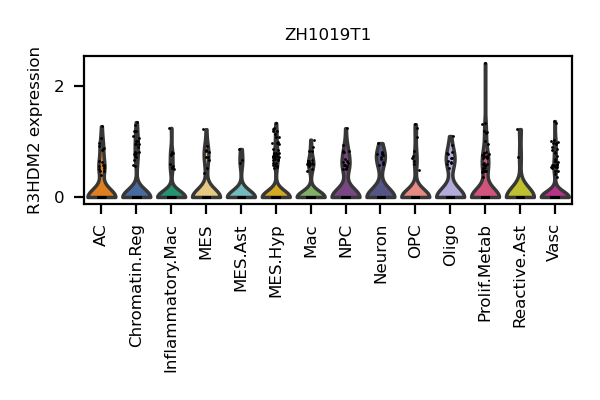 ZH1019T1
R3HDM2 expression
2
0
AC
Chromatin.Reg
Inflammatory.Mac
MES
MES.Ast
MES.Hyp
Mac
NPC
Neuron
OPC
Oligo
Prolif.Metab
Reactive.Ast
Vasc